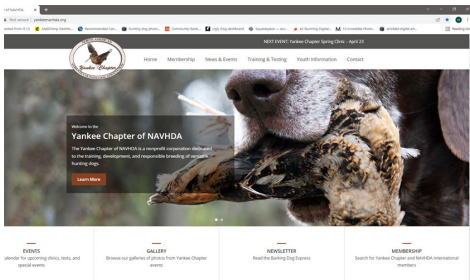 yankeenavhda.org
NEXT EVENT: Yankee Chapter Spring Clinic - April 23
Yankee Chapter
Home Membership News & Events Training & Testing Youth Information Contact
Welcome to the
Yankee Chapter of NAVHDA
The Yankee Chapter of NAVHDA is a nonprofit corporation dedicated
to the training, development, and responsible breeding of versatile
hunting dogs.
Learn More
EVENTS GALLERY NEWSLETTER MEMBERSHIP
calendar for upcoming clinics, tests, and Browse our galleries of photos from Yankee Chapter Read the Barking Dog Express Search for Yankee Chapter and NAVHDA International
special events events members